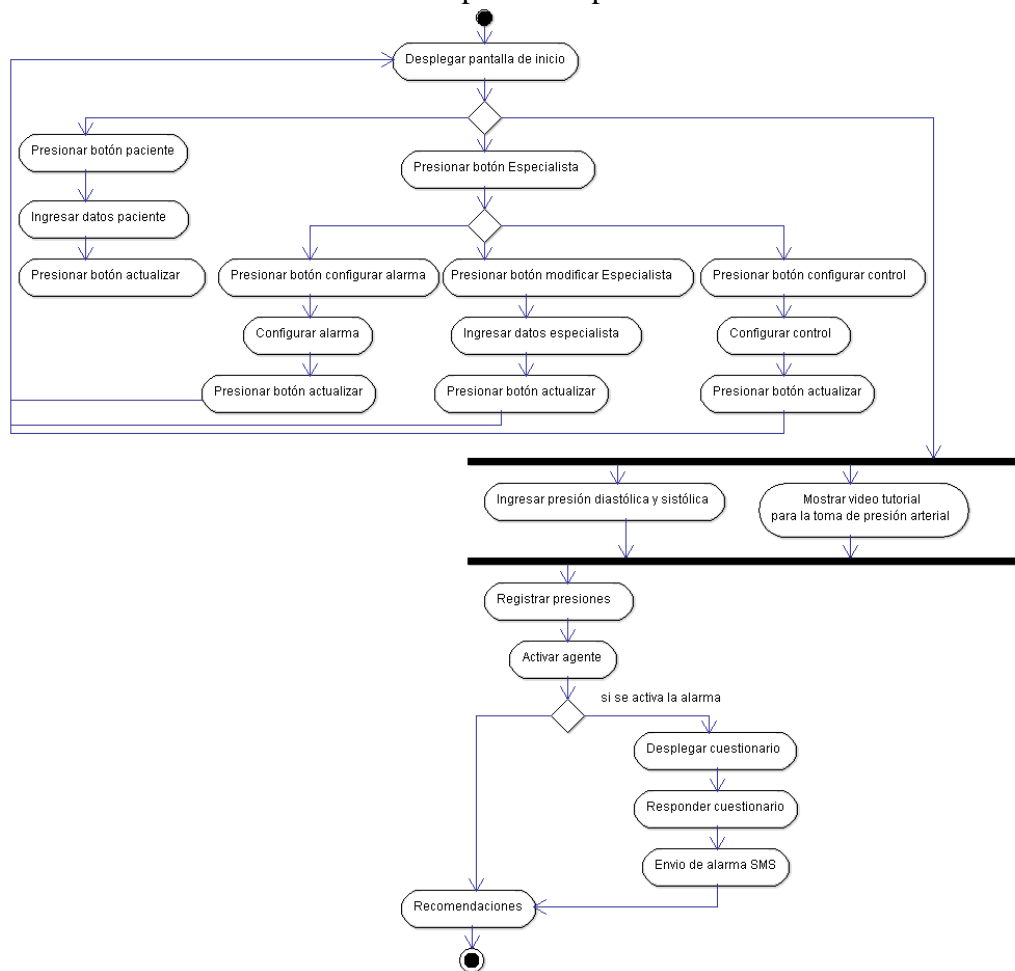 Desplegar pantalla de inicio
Presionar botón paciente
Presionar botón Especialista
Ingresar datos paciente
Presionar botón actualizar
Presionar botón configurar alarma
Presionar botón modificar Especialista
Presionar botón configurar control
Configurar alarma
Ingresar datos especialista
Configurar control
Presionar botón actualizar
Presionar botón actualizar
Presionar botón actualizar
Ingresar presión diastólica y sistólica
Mostrar video tutorial
para la toma de presión arterial
Registrar presiones
Activar agente
si se activa la alarma
Desplegar cuestionario
Responder cuestionario
Envio de alarma SMS
Recomendaciones